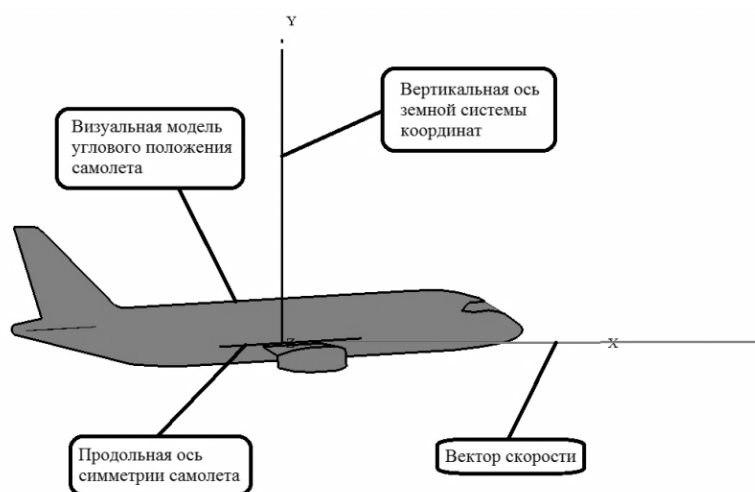 Y
Вертикальная ось
земной системы
координат
Визуальная модель
углового положения
самолета
Z
X
Продольная ось
симметрии самолета
Вектор скорости